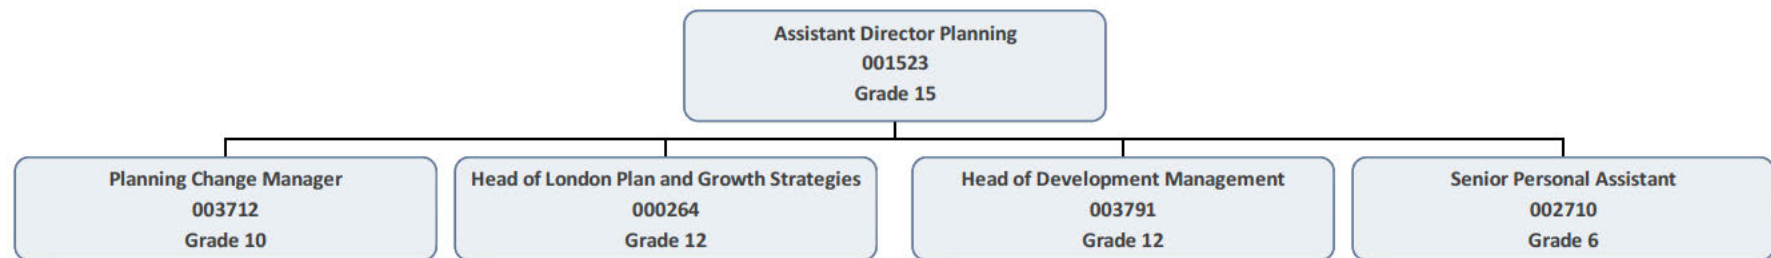 Assistant Director Planning
001523
Grade 15
Planning Change Manager
003712
Grade 10
Head of London Plan and Growth Strategies
000264
Grade 12
Head of Development Management
003791
Grade 12
Senior Personal Assistant
002710
Grade 6